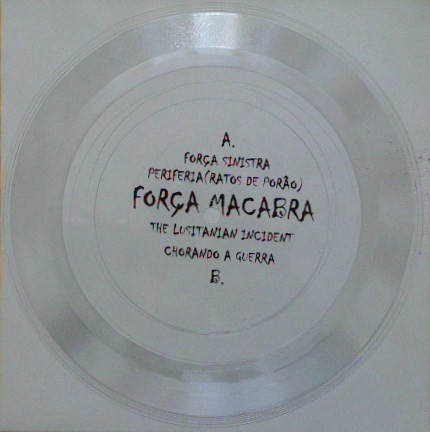 A.
FORÇA SINISTRA
PERIFERIA(RATOS DE PORÃO)
FORÇA MACABRA
THE LUSITANIAN INCIDENT
CHORANDO A GUERRA
B.